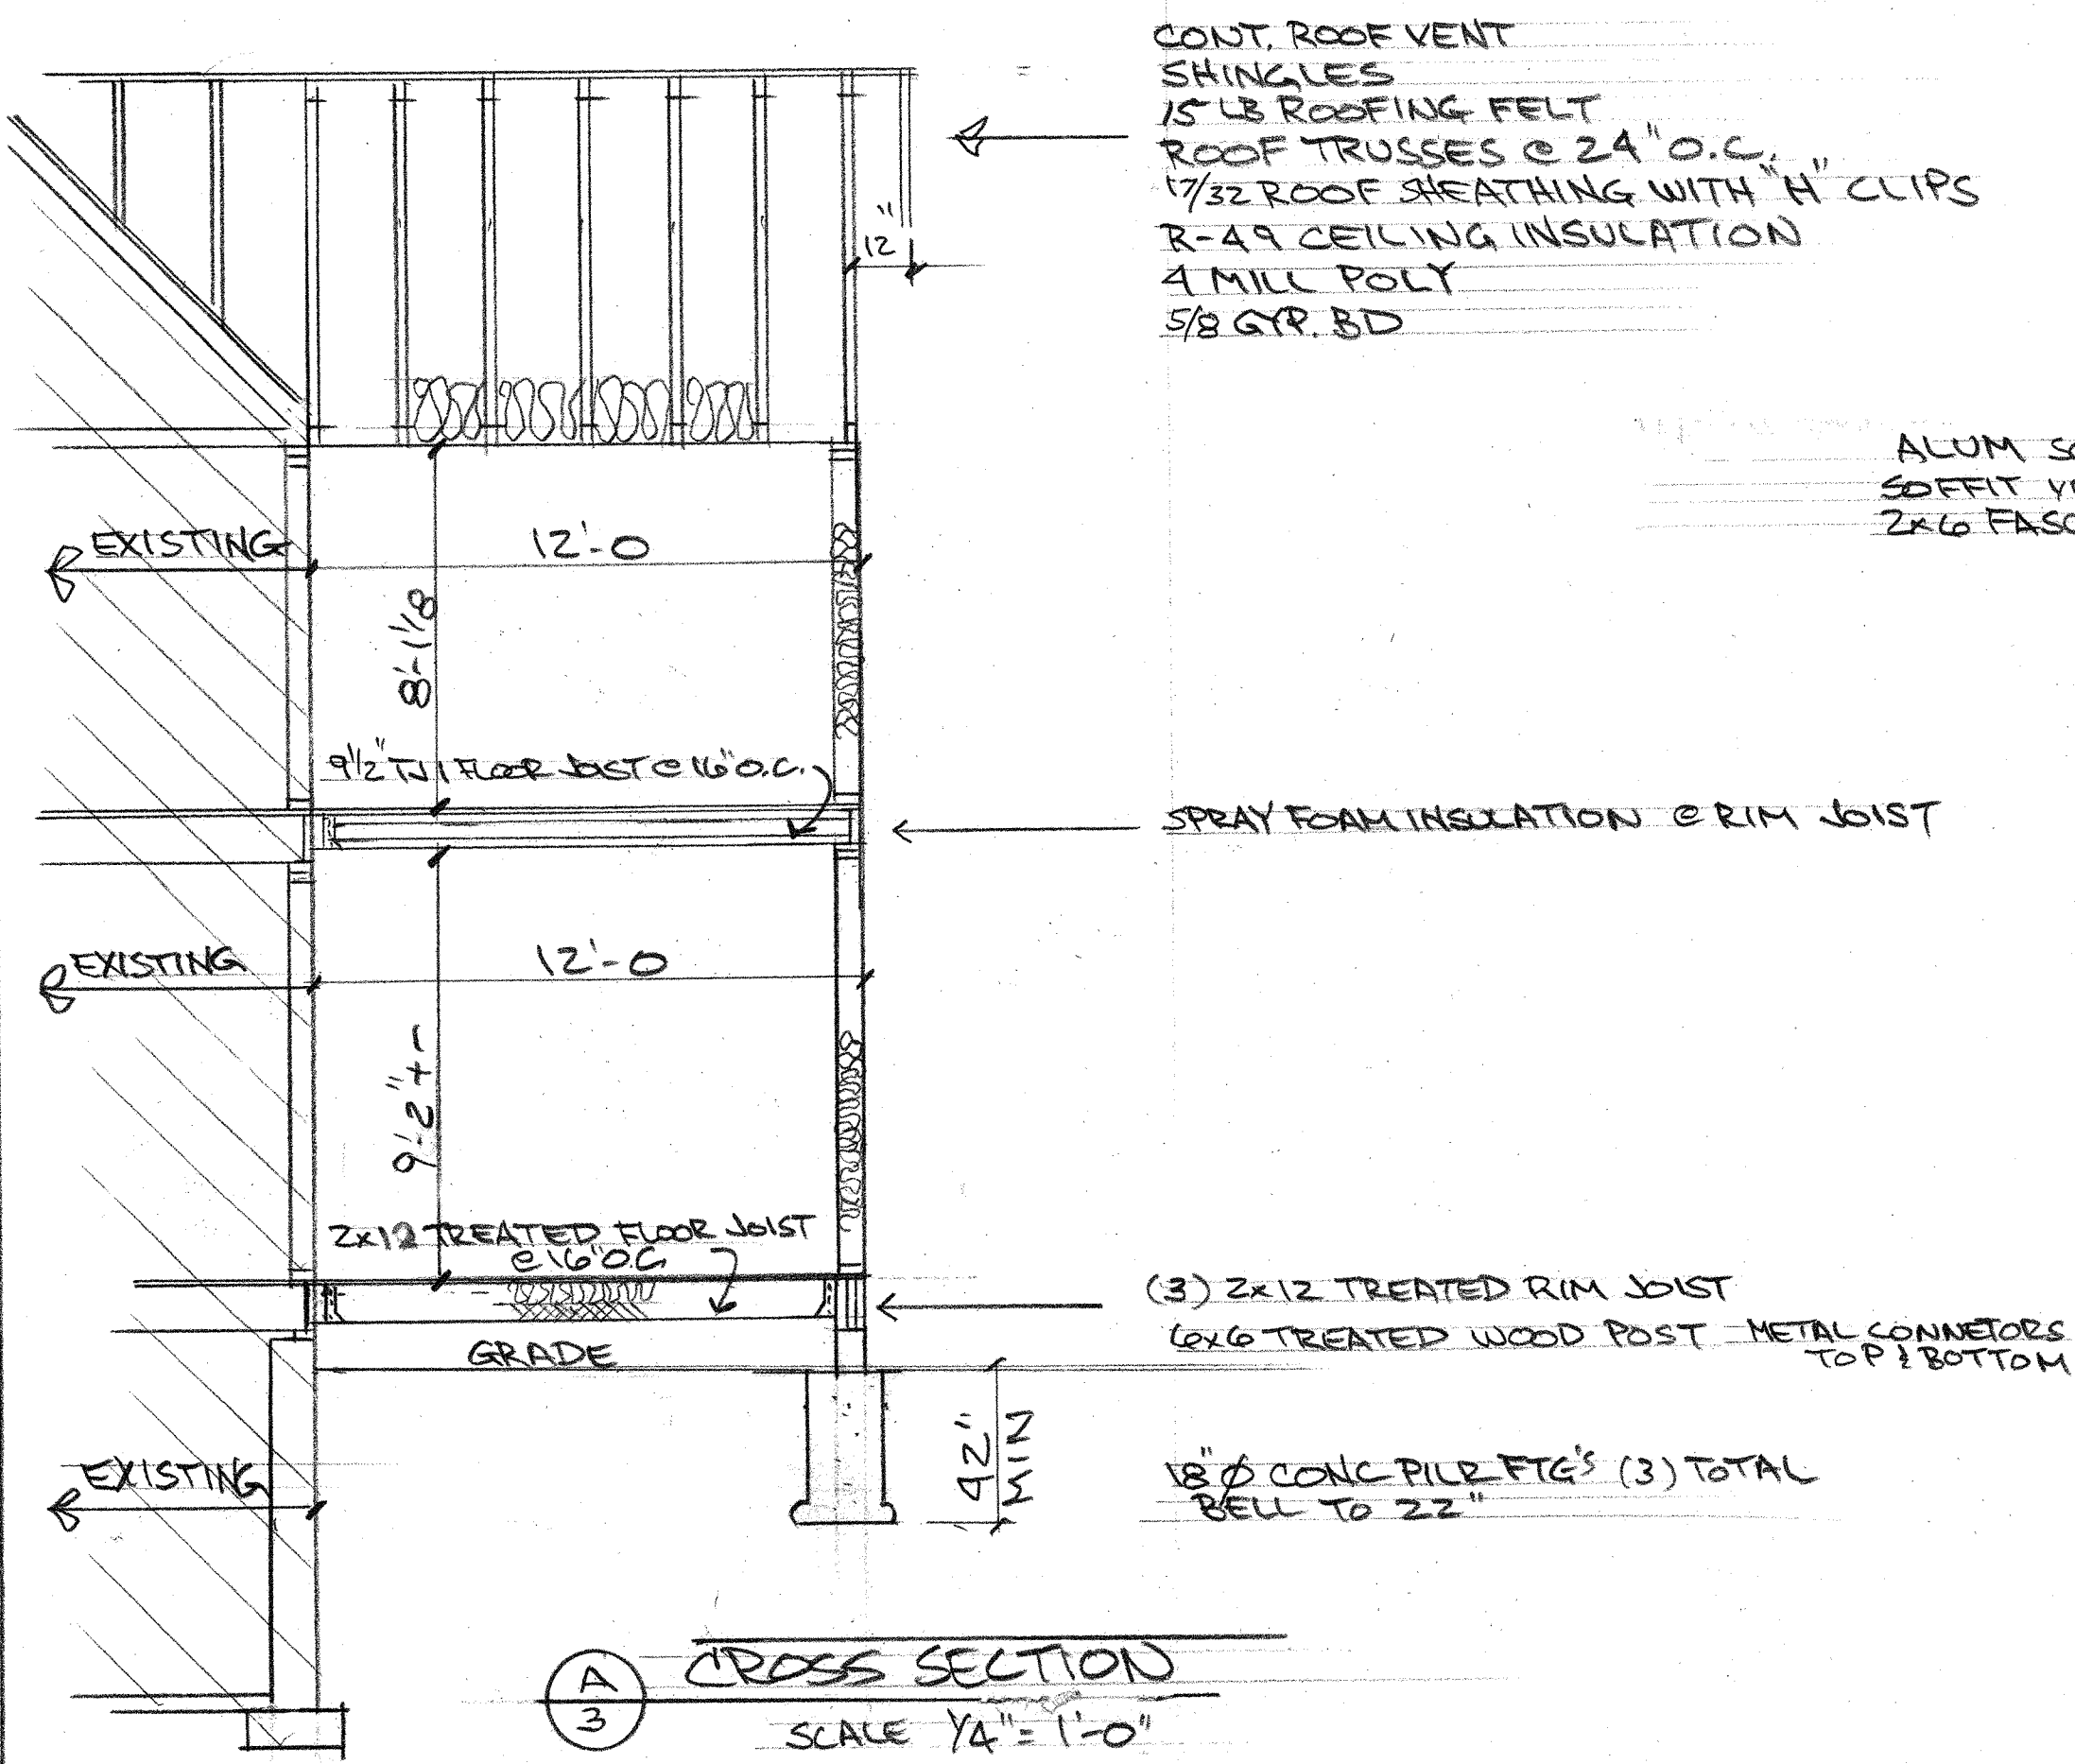 CONT. ROOF VENT
SHINGLES
15 LB ROOFING FELT
ROOF TRUSSES @ 24" O.C.
17/32 ROOF SHEATHING WITH "H" CLIPS
R-49 CEILING INSULATION
4 MILL POLY
5/8 GYP. BD
12"
ALUM
SOFFIT
2x6
EXISTING
12'-0
8'-1 1/8
9 1/2" TJI FLOOR JOIST @ 16" O.C.
SPRAY FOAM INSULATION @ RIM JOIST
EXISTING
12'-0
9'-2" + -
2x12 TREATED FLOOR JOIST
@ 16" O.C.
(3) 2x12 TREATED RIM JOIST
6x6 TREATED WOOD POST - METAL CONNETORS
TOP & BOTTOM
GRADE
42"
MIN
EXISTING
18" Ø CONC PILR FTG'S (3) TOTAL
BELL TO 22"
A
3
CROSS SECTION
SCALE 1/4" = 1'-0"